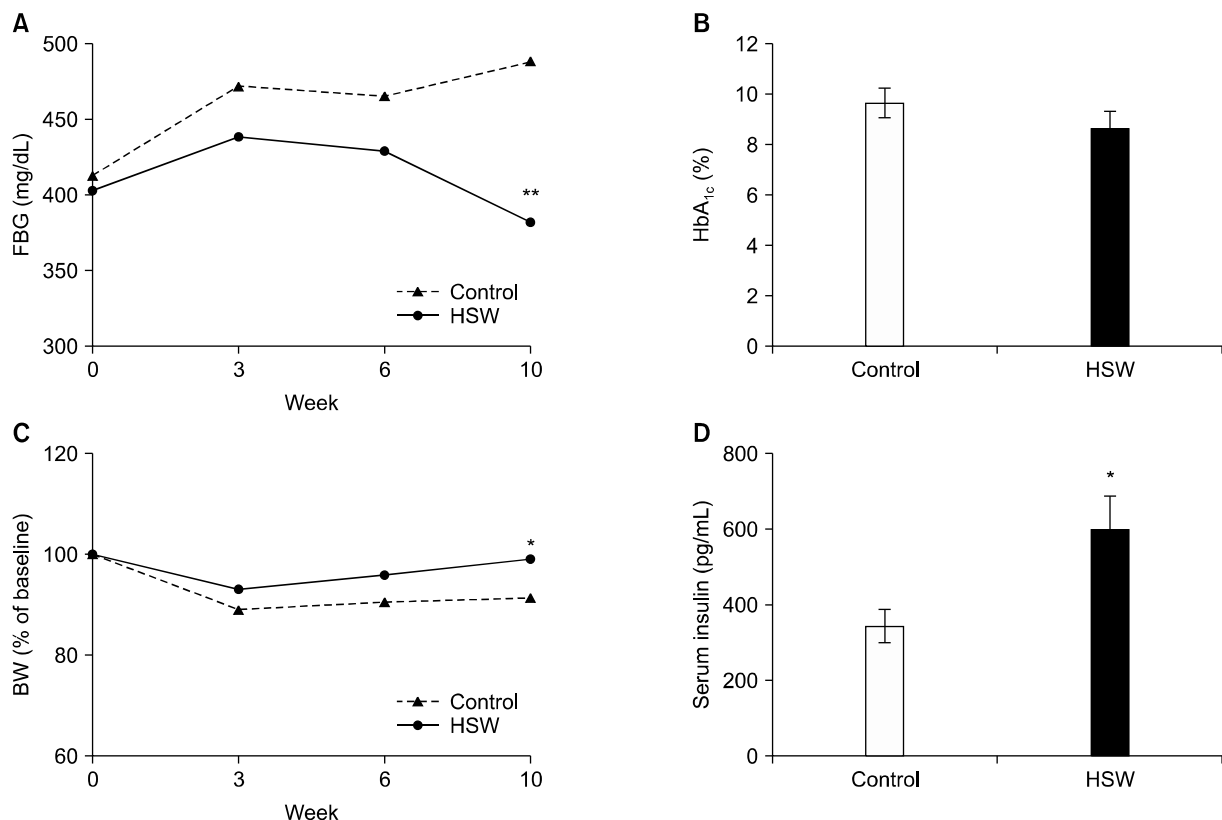 A
500
450
400
350
300
FBG (mg/dL)
**
Control
HSW
0 3 6 10
Week
B
12
10
8
6
4
2
0
HbA1c (%)
Control HSW
C
120
100
80
60
BW (% of baseline)
*
Control
HSW
0 3 6 10
Week
D
800
600
400
200
0
Serum insulin (pg/mL)
*
Control HSW